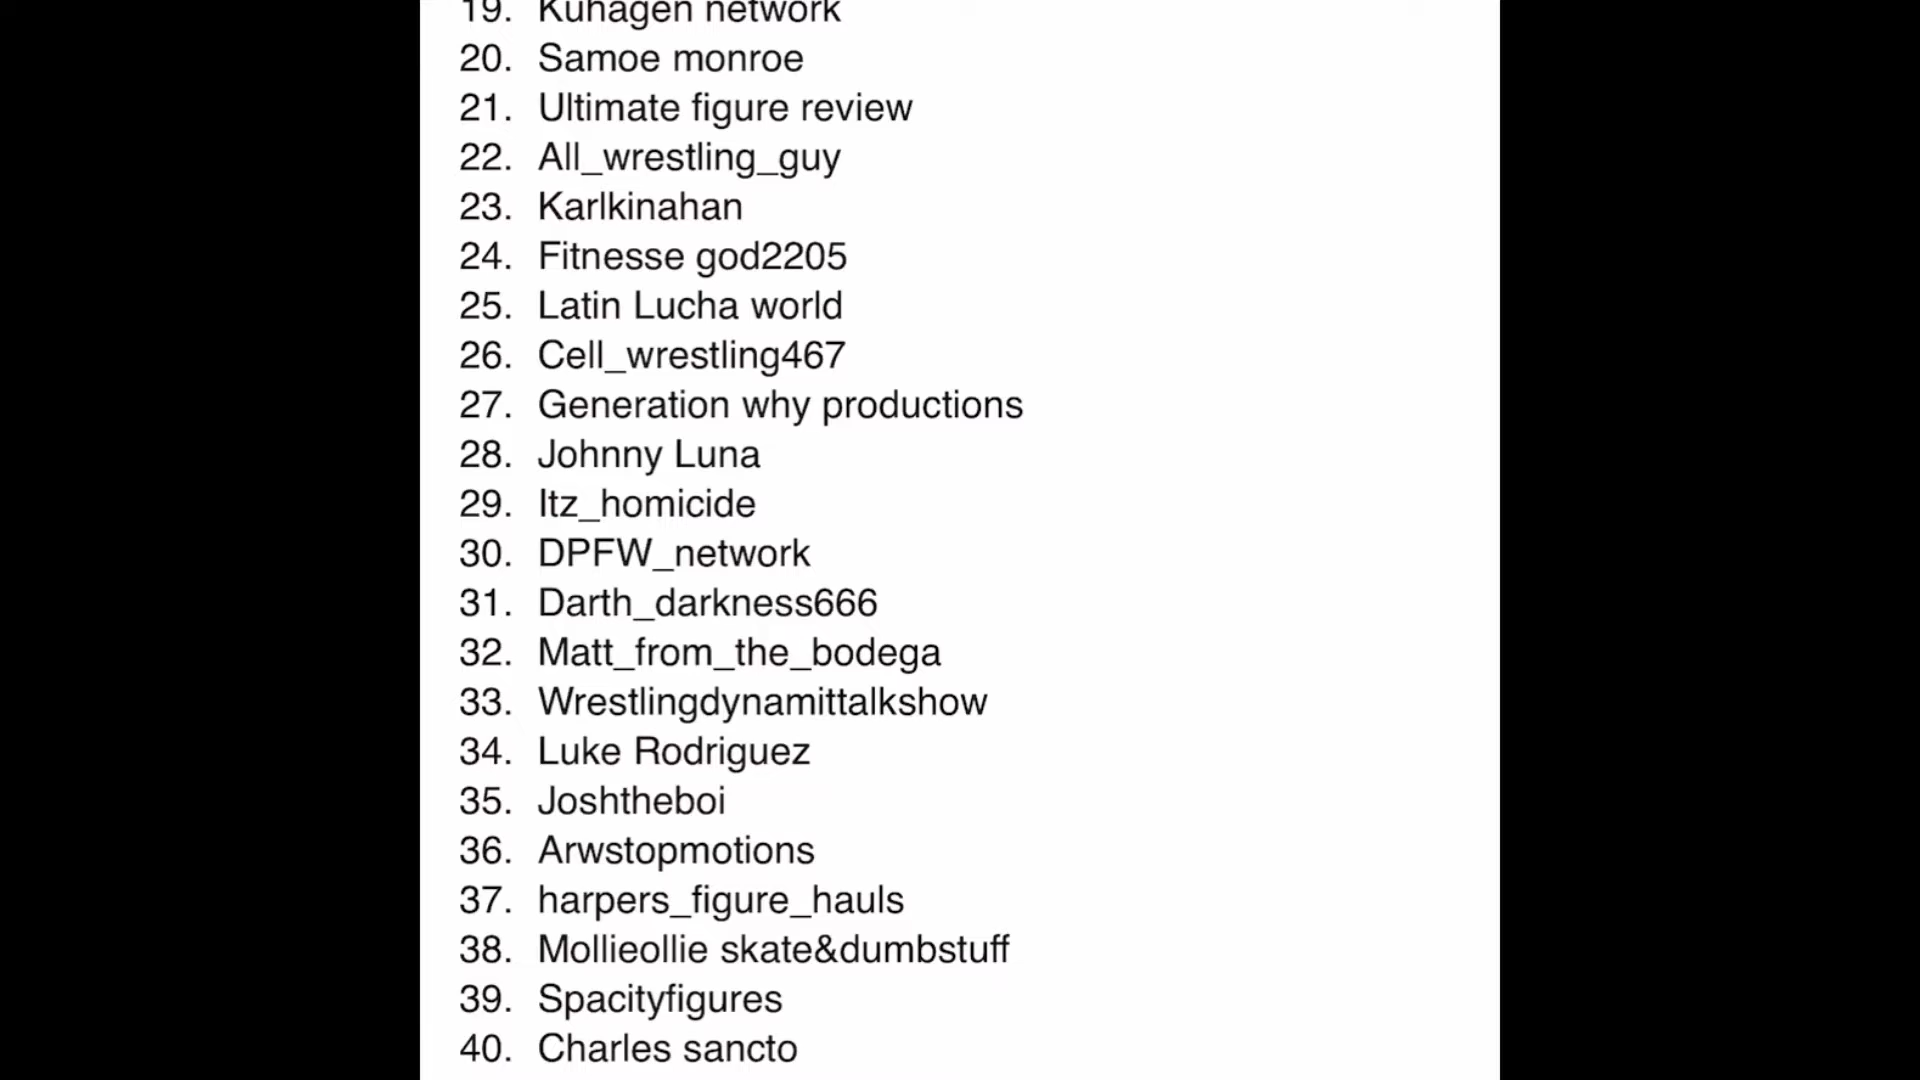 19. Kuhagen network
20. Samoe monroe
21. Ultimate figure review
22. All_wrestling_guy
23. Karlkinahan
24. Fitnesse god2205
25. Latin Lucha world
26. Cell_wrestling467
27. Generation why productions
28. Johnny Luna
29. Itz_homicide
30. DPFW_network
31. Darth_darkness666
32. Matt_from_the_bodega
33. Wrestlingdynamittalkshow
34. Luke Rodriguez
35. Joshtheboi
36. Arwstopmotions
37. harpers_figure_hauls
38. Mollieollie skate&dumbstuff
39. Spacityfigures
40. Charles sancto